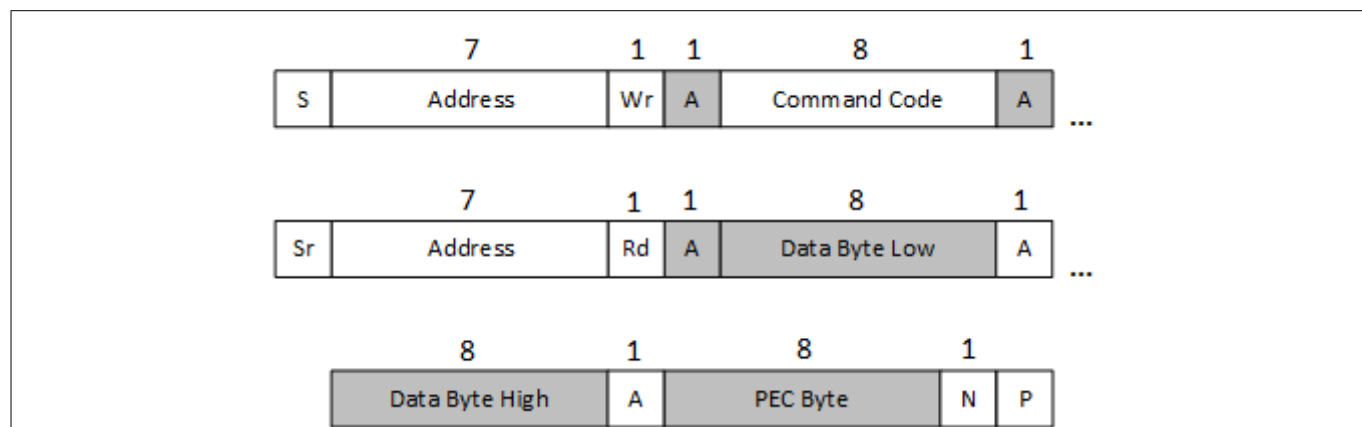 7 1 1 8 1
S Address Wr A Command Code A ...
7 1 1 8 1
Sr Address Rd A Data Byte Low A ...
8 1 8 1
Data Byte High A PEC Byte N P